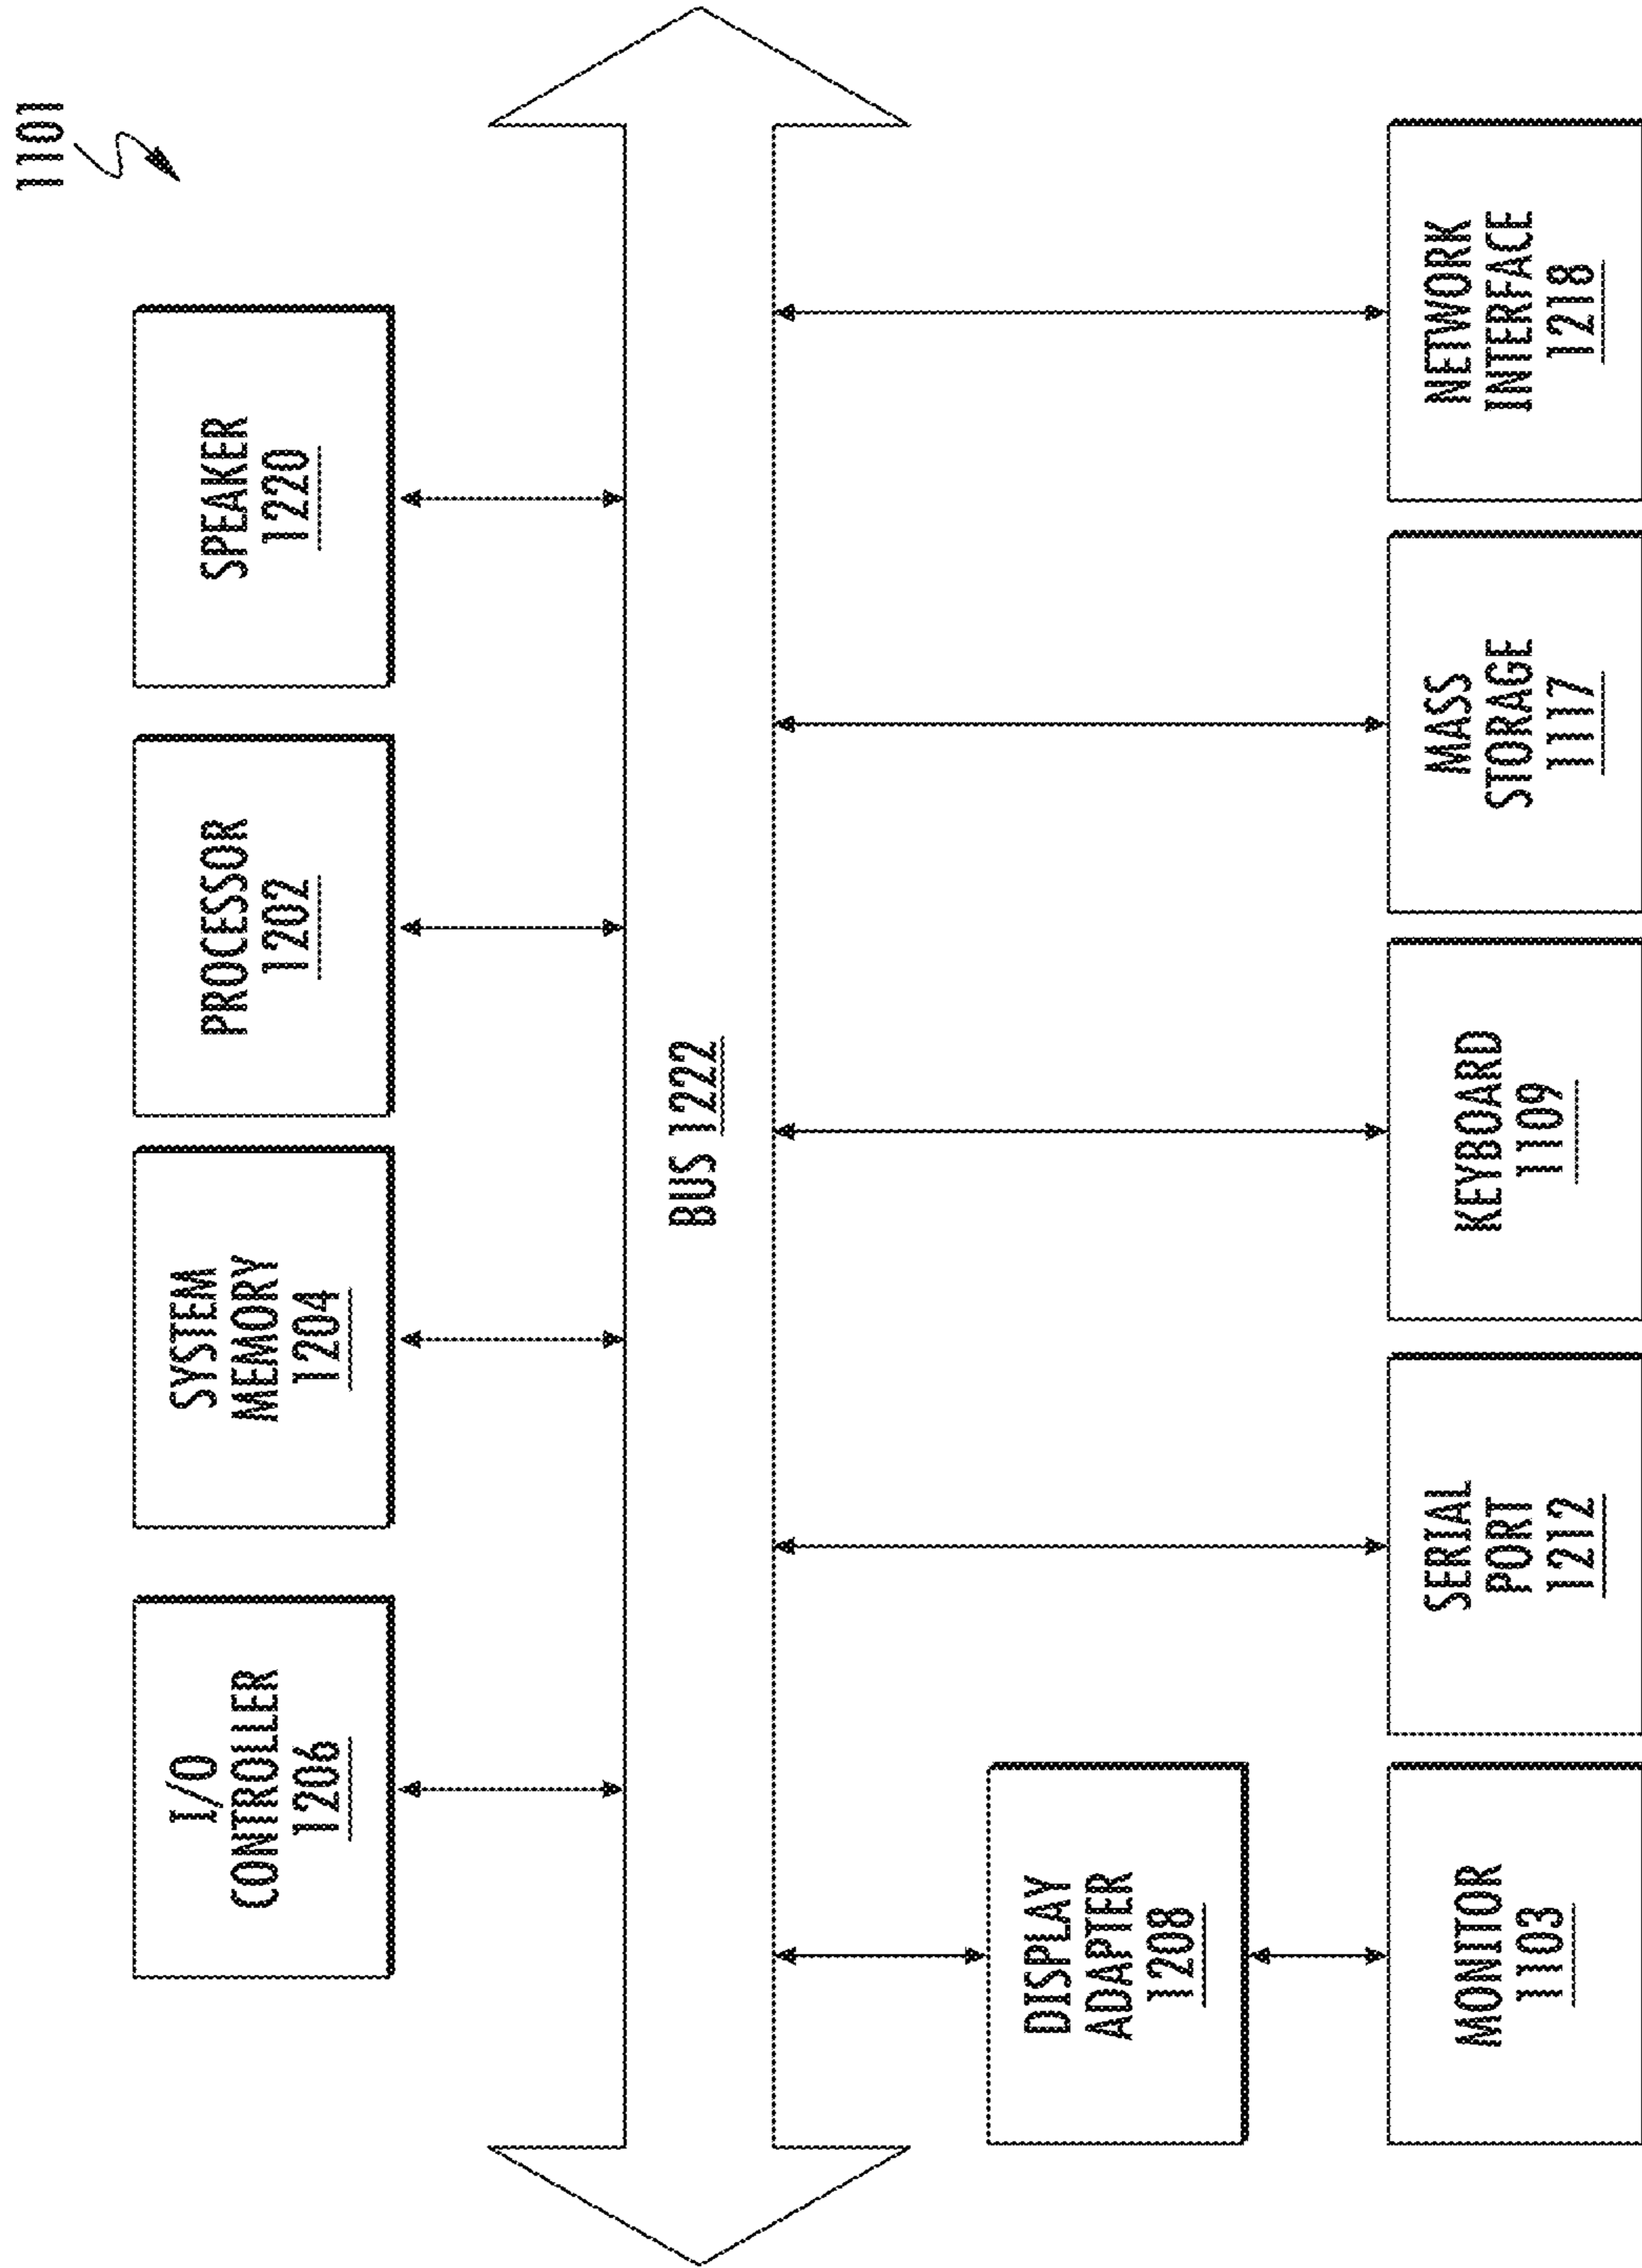 1101
I/O
CONTROLLER
1206
SYSTEM
MEMORY
1204
PROCESSOR
1202
SPEAKER
1220
BUS 1222
DISPLAY
ADAPTER
1208
MONITOR
1103
SERIAL
PORT
1212
KEYBOARD
1109
MASS
STORAGE
1117
NETWORK
INTERFACE
1218